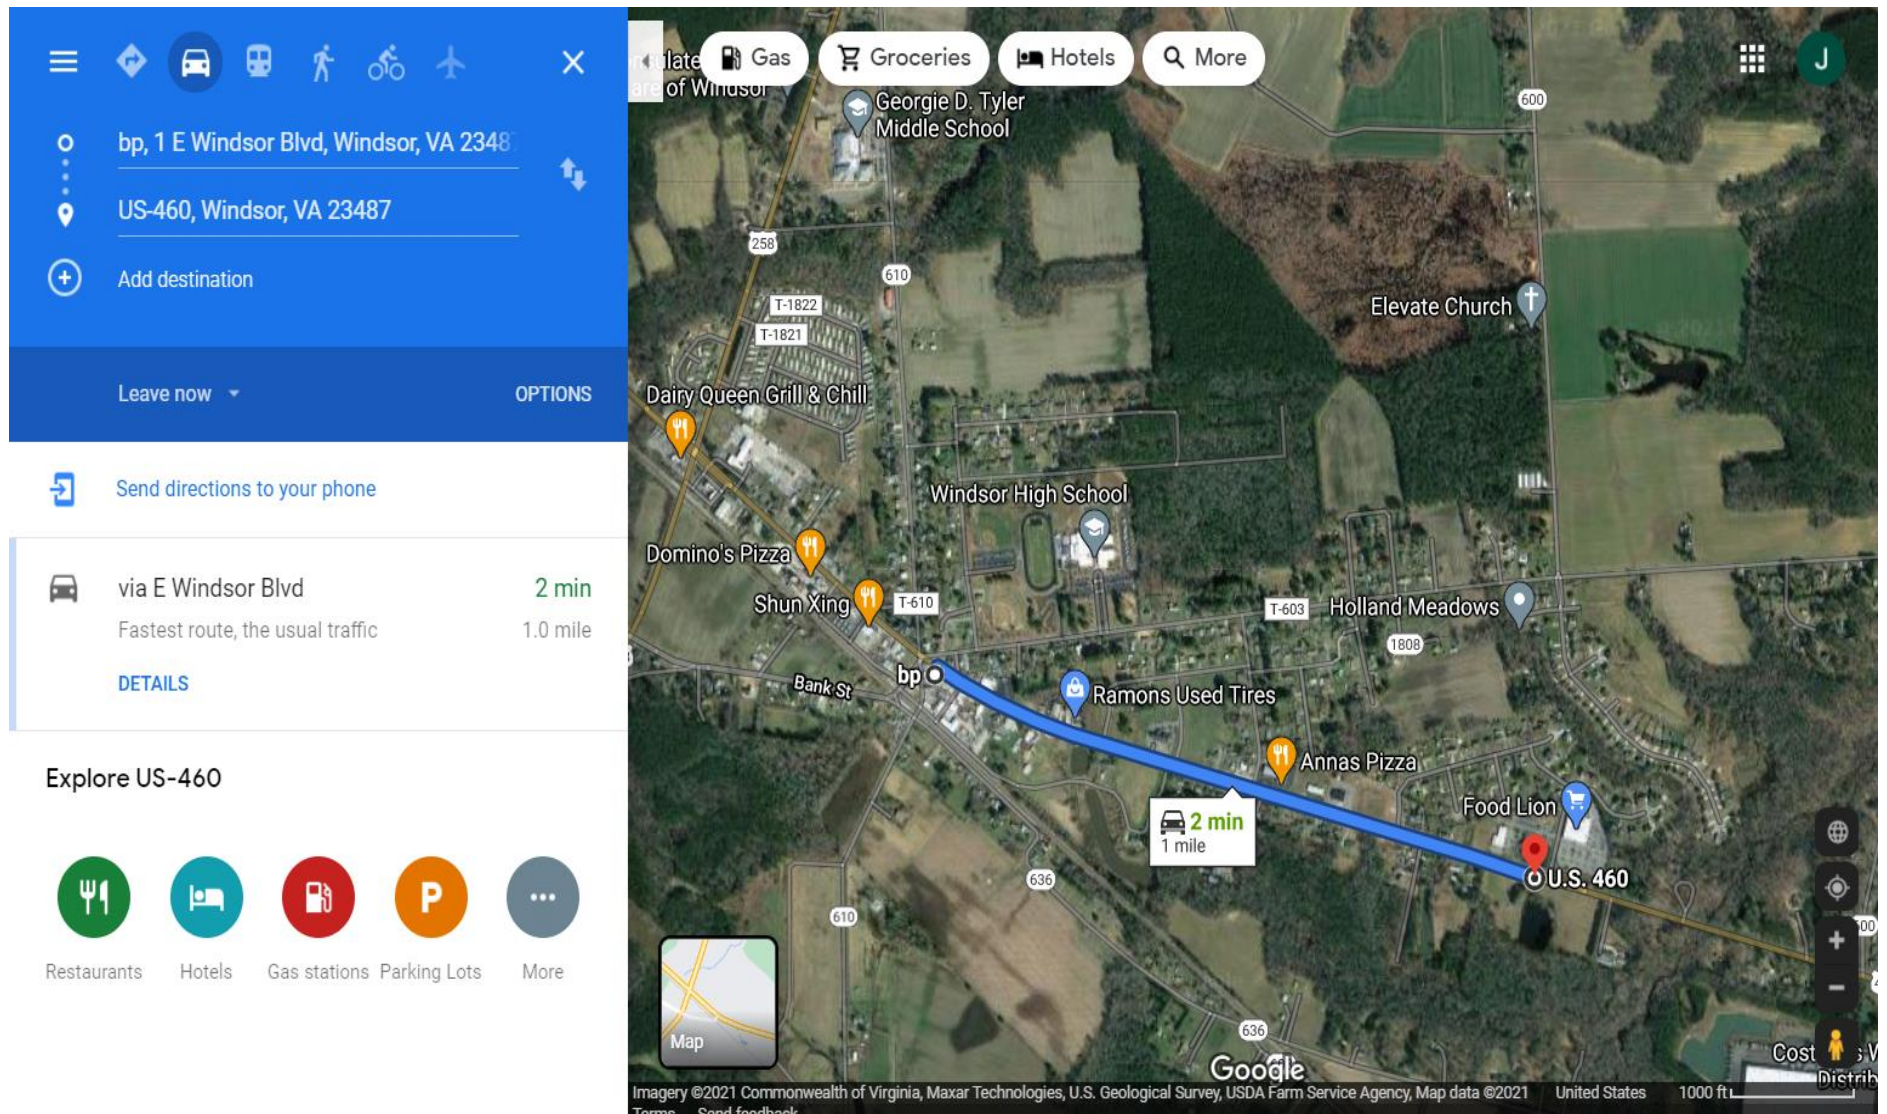 bp, 1 E Windsor Blvd, Windsor, VA 2348
US-460, Windsor, VA 23487
Add destination
Leave now
OPTIONS
Send directions to your phone
via E Windsor Blvd
2 min
Fastest route, the usual traffic
1.0 mile
DETAILS
Explore US-460
Restaurants
Hotels
Gas stations
Parking Lots
More
Gas
Groceries
Hotels
More
J
of Windsor
Georgie D. Tyler
Middle School
600
258
610
T-1822
T-1821
Elevate Church
Dairy Queen Grill & Chill
Windsor High School
Domino's Pizza
Shun Xing
T-610
T-603
Holland Meadows
1808
bp
Bank St
Ramons Used Tires
Annas Pizza
2 min
1 mile
Food Lion
U.S. 460
636
610
636
Map
Google
Distrib
Imagery ©2021 Commonwealth of Virginia, Maxar Technologies, U.S. Geological Survey, USDA Farm Service Agency, Map data ©2021
United States
1000 ft
Terms
Send feedback